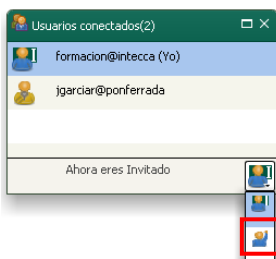 Usuarios conectados(2)
formacion@intecca (Yo)
jgarciar@ponferrada
Ahora eres Invitado